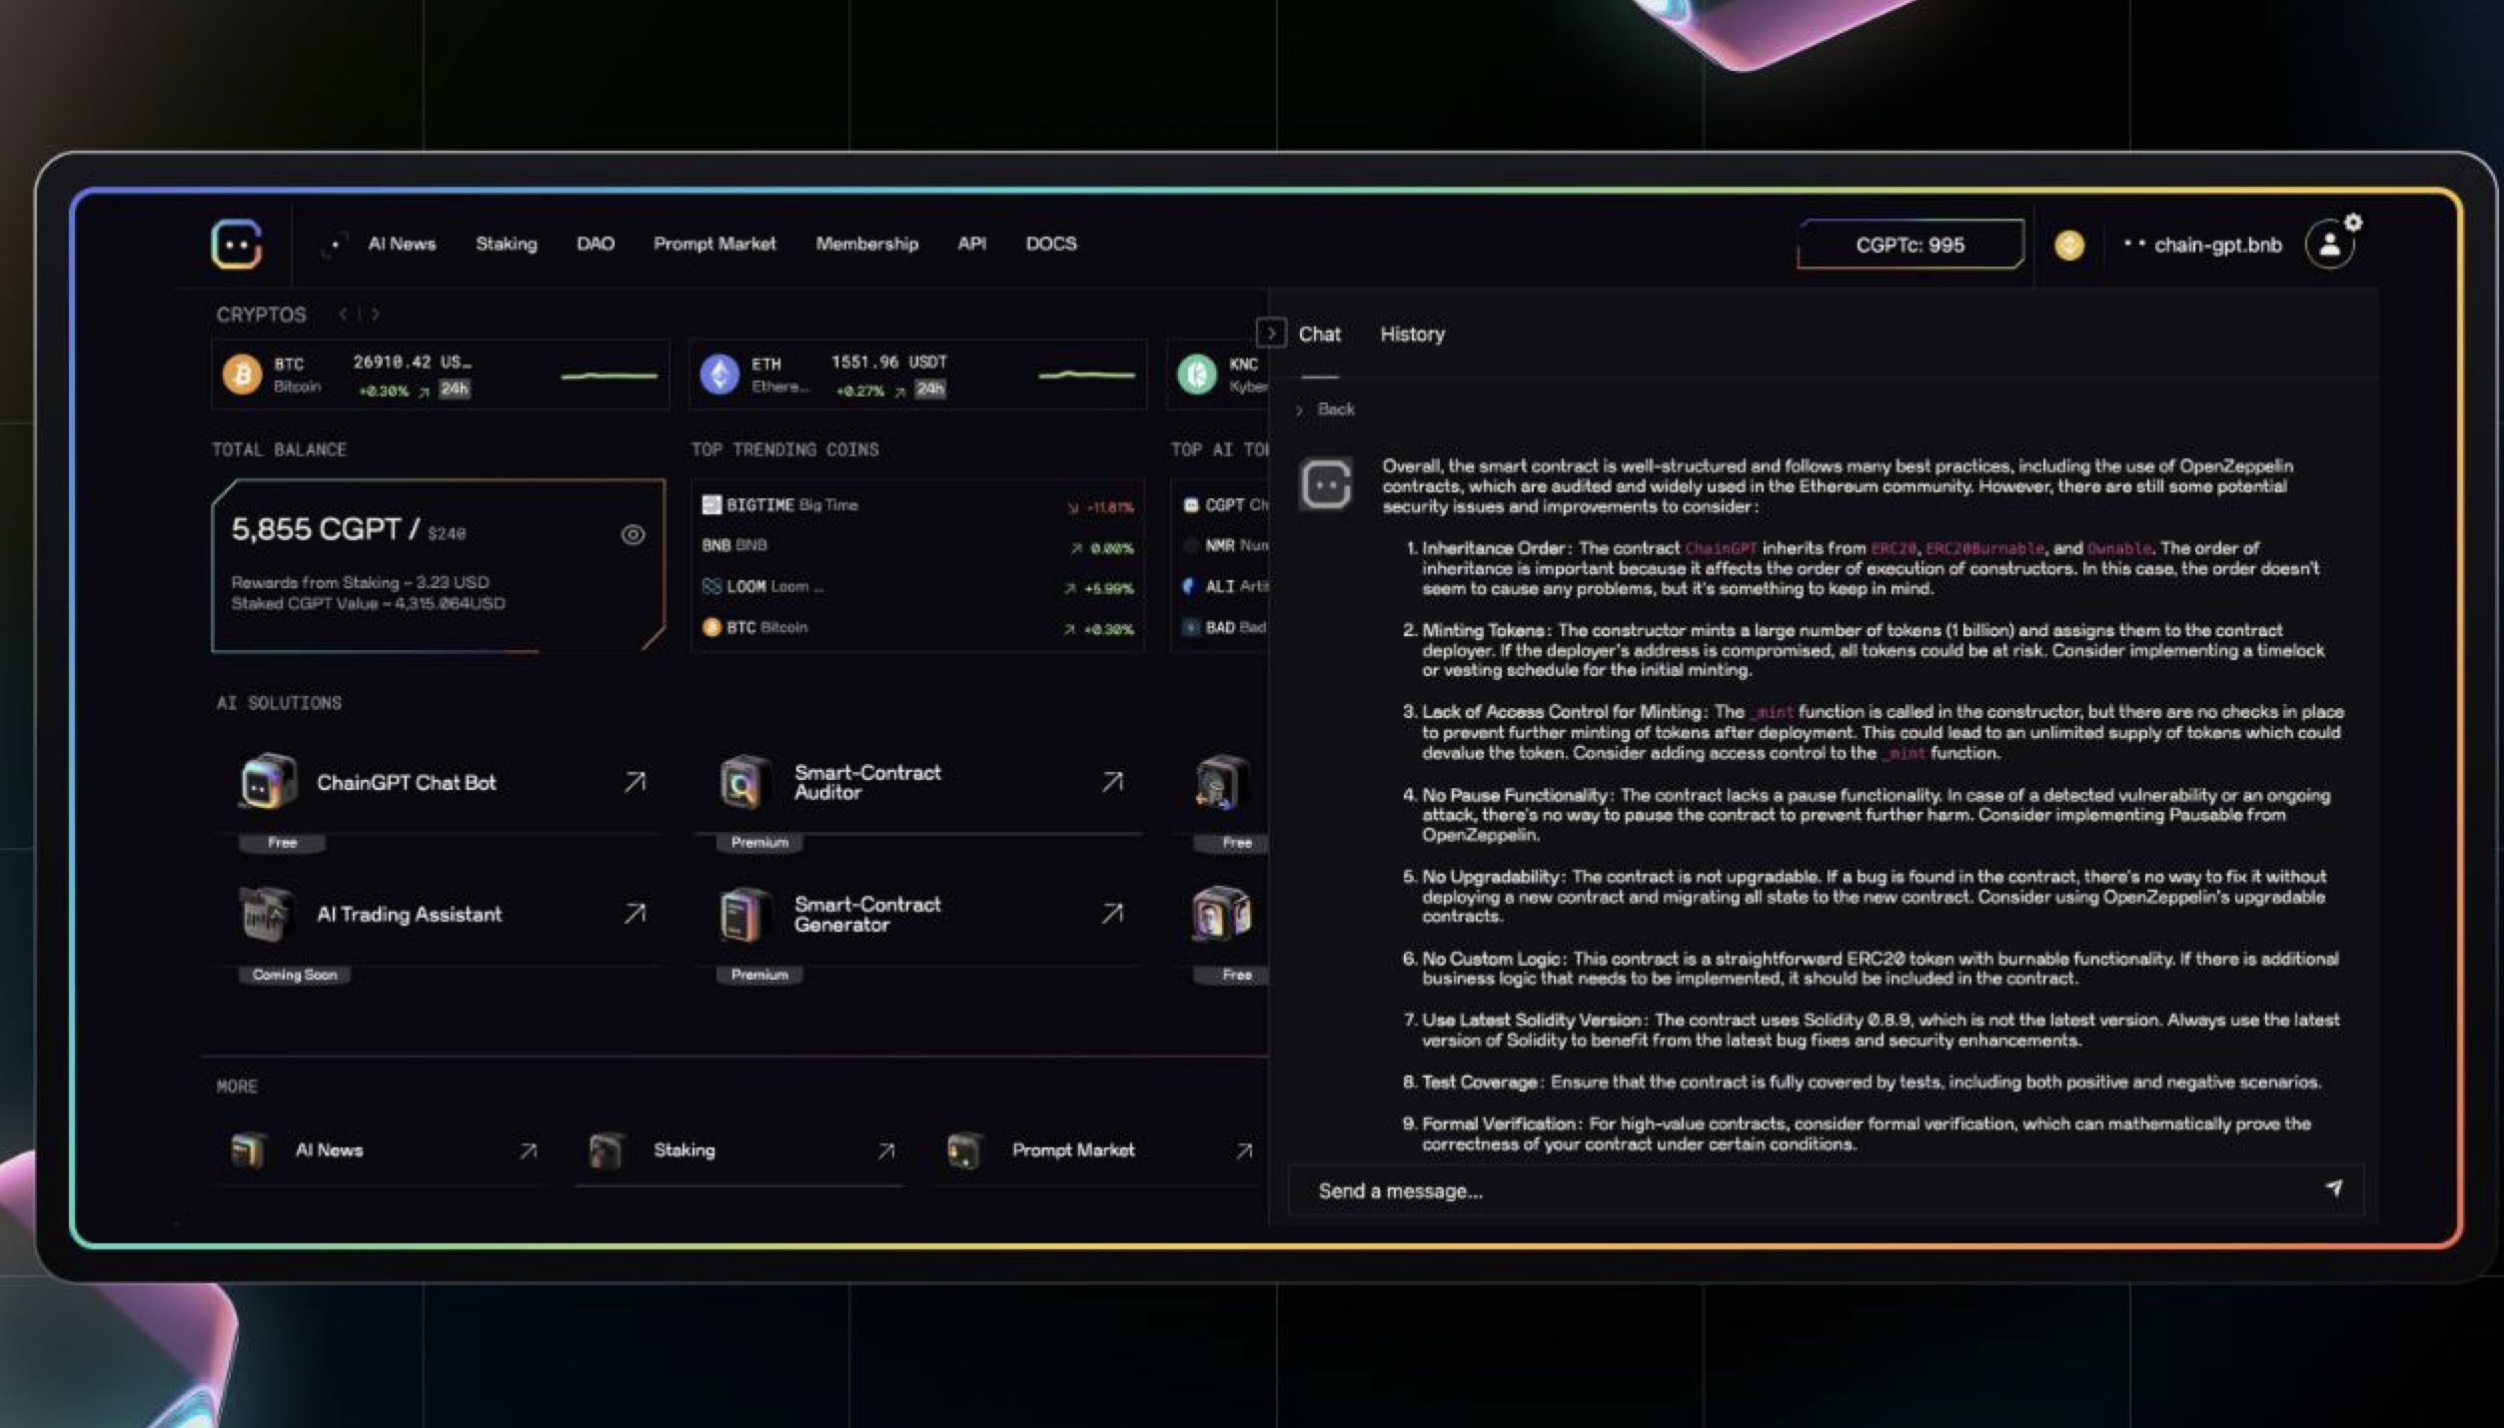 AI News
Staking
DAO
Prompt Market
Membership
API
DOCS
CGPTc: 995
chain-gpt.bnb
CRYPTOS
BTC
26910.42 US…
Bitcoin
+0.30%
24h
ETH
1551.96 USDT
Ethere…
+0.27%
24h
KNC
Kyber
TOTAL BALANCE
5,855 CGPT / $240
Rewards from Staking ~ 3.23 USD
Staked CGPT Value ~ 4,315.064USD
TOP TRENDING COINS
BIGTIME Big Time
-11.81%
BNB BNB
0.00%
LOOM Loom …
+5.99%
BTC Bitcoin
+0.30%
TOP AI TO
CGPT Ch
NMR Num
ALI Arti
BAD Bad
AI SOLUTIONS
ChainGPT Chat Bot
Free
Smart-Contract
Auditor
Premium
Free
AI Trading Assistant
Coming Soon
Smart-Contract
Generator
Premium
Free
MORE
AI News
Staking
Prompt Market
Chat
History
Back
Overall, the smart contract is well-structured and follows many best practices, including the use of OpenZeppelin
contracts, which are audited and widely used in the Ethereum community. However, there are still some potential
security issues and improvements to consider:
1. Inheritance Order: The contract ChainGPT inherits from ERC20, ERC20Burnable, and Ownable. The order of
inheritance is important because it affects the order of execution of constructors. In this case, the order doesn't
seem to cause any problems, but it's something to keep in mind.
2. Minting Tokens: The constructor mints a large number of tokens (1 billion) and assigns them to the contract
deployer. If the deployer's address is compromised, all tokens could be at risk. Consider implementing a timelock
or vesting schedule for the initial minting.
3. Lack of Access Control for Minting: The _mint function is called in the constructor, but there are no checks in place
to prevent further minting of tokens after deployment. This could lead to an unlimited supply of tokens which could
devalue the token. Consider adding access control to the _mint function.
4. No Pause Functionality: The contract lacks a pause functionality. In case of a detected vulnerability or an ongoing
attack, there's no way to pause the contract to prevent further harm. Consider implementing Pausable from
OpenZeppelin.
5. No Upgradability: The contract is not upgradable. If a bug is found in the contract, there's no way to fix it without
deploying a new contract and migrating all state to the new contract. Consider using OpenZeppelin's upgradable
contracts.
6. No Custom Logic: This contract is a straightforward ERC20 token with burnable functionality. If there is additional
business logic that needs to be implemented, it should be included in the contract.
7. Use Latest Solidity Version: The contract uses Solidity 0.8.9, which is not the latest version. Always use the latest
version of Solidity to benefit from the latest bug fixes and security enhancements.
8. Test Coverage: Ensure that the contract is fully covered by tests, including both positive and negative scenarios.
9. Formal Verification: For high-value contracts, consider formal verification, which can mathematically prove the
correctness of your contract under certain conditions.
Send a message...